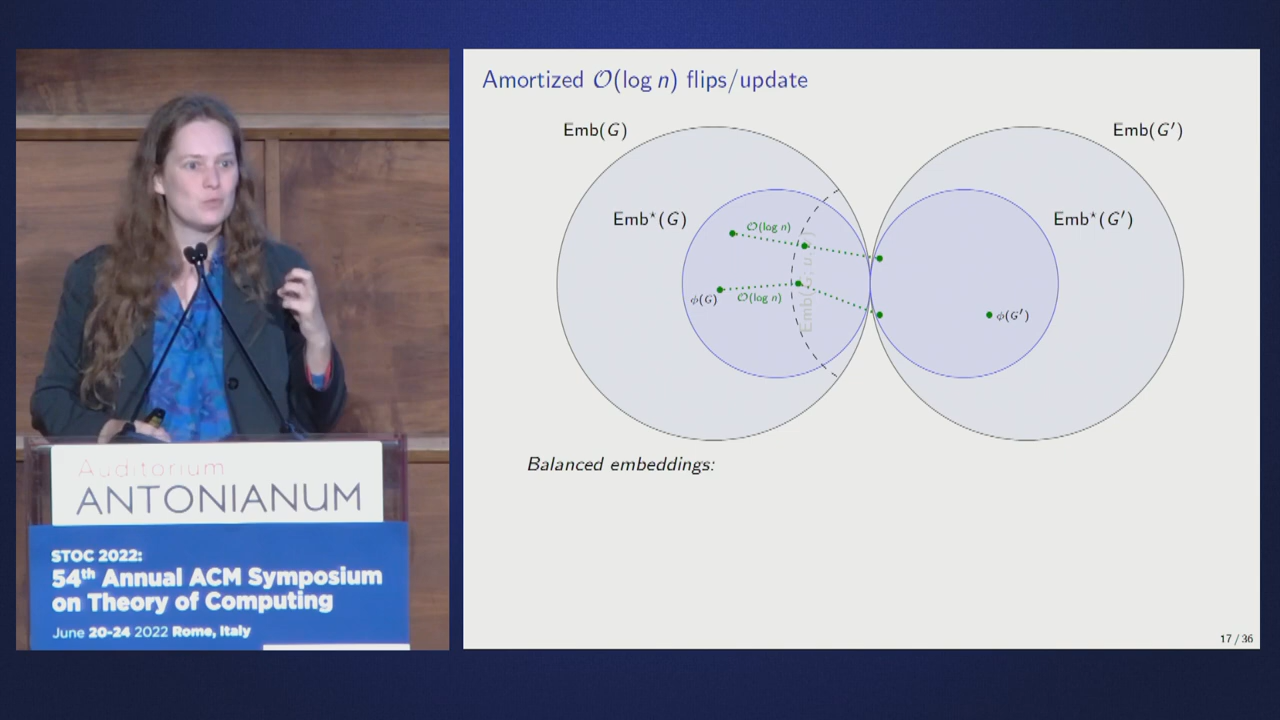 Auditorium
ANTONIANUM
STOC 2022:
54th Annual ACM Symposium
on Theory of Computing
June 20-24 2022 Rome, Italy
Amortized 𝒪(log n) flips/update
Emb(G)
Emb(G′)
Emb⋆(G)
Emb⋆(G′)
𝒪(log n)
ϕ(G)
𝒪(log n)
Emb(G; u, v)
ϕ(G′)
Balanced embeddings:
17 / 36